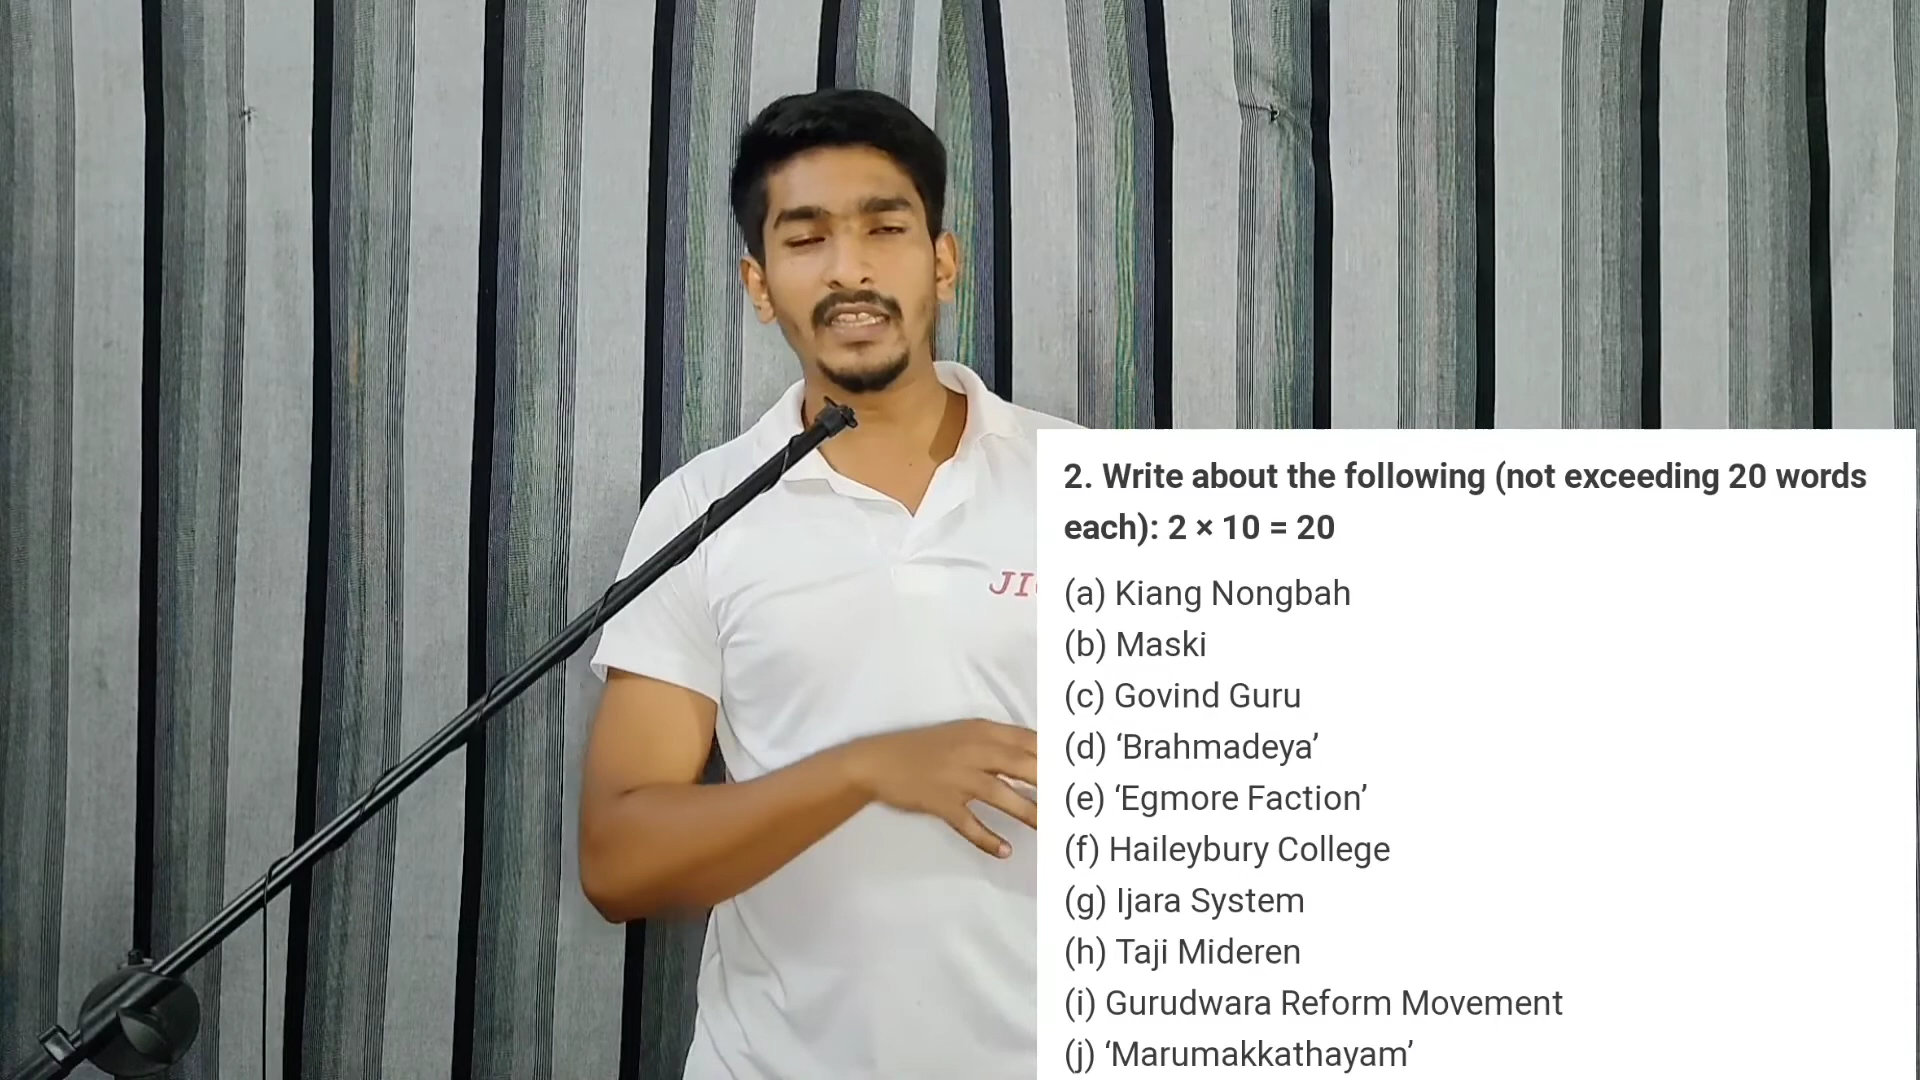 JI
2. Write about the following (not exceeding 20 words
each): 2 × 10 = 20
(a) Kiang Nongbah
(b) Maski
(c) Govind Guru
(d) ‘Brahmadeya’
(e) ‘Egmore Faction’
(f) Haileybury College
(g) Ijara System
(h) Taji Mideren
(i) Gurudwara Reform Movement
(j) ‘Marumakkathayam’